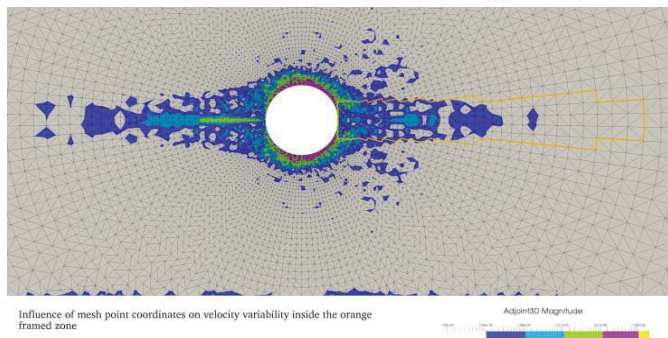 Influence of mesh point coordinates on velocity variability inside the orange
framed zone
Adjoint3D Magnitude